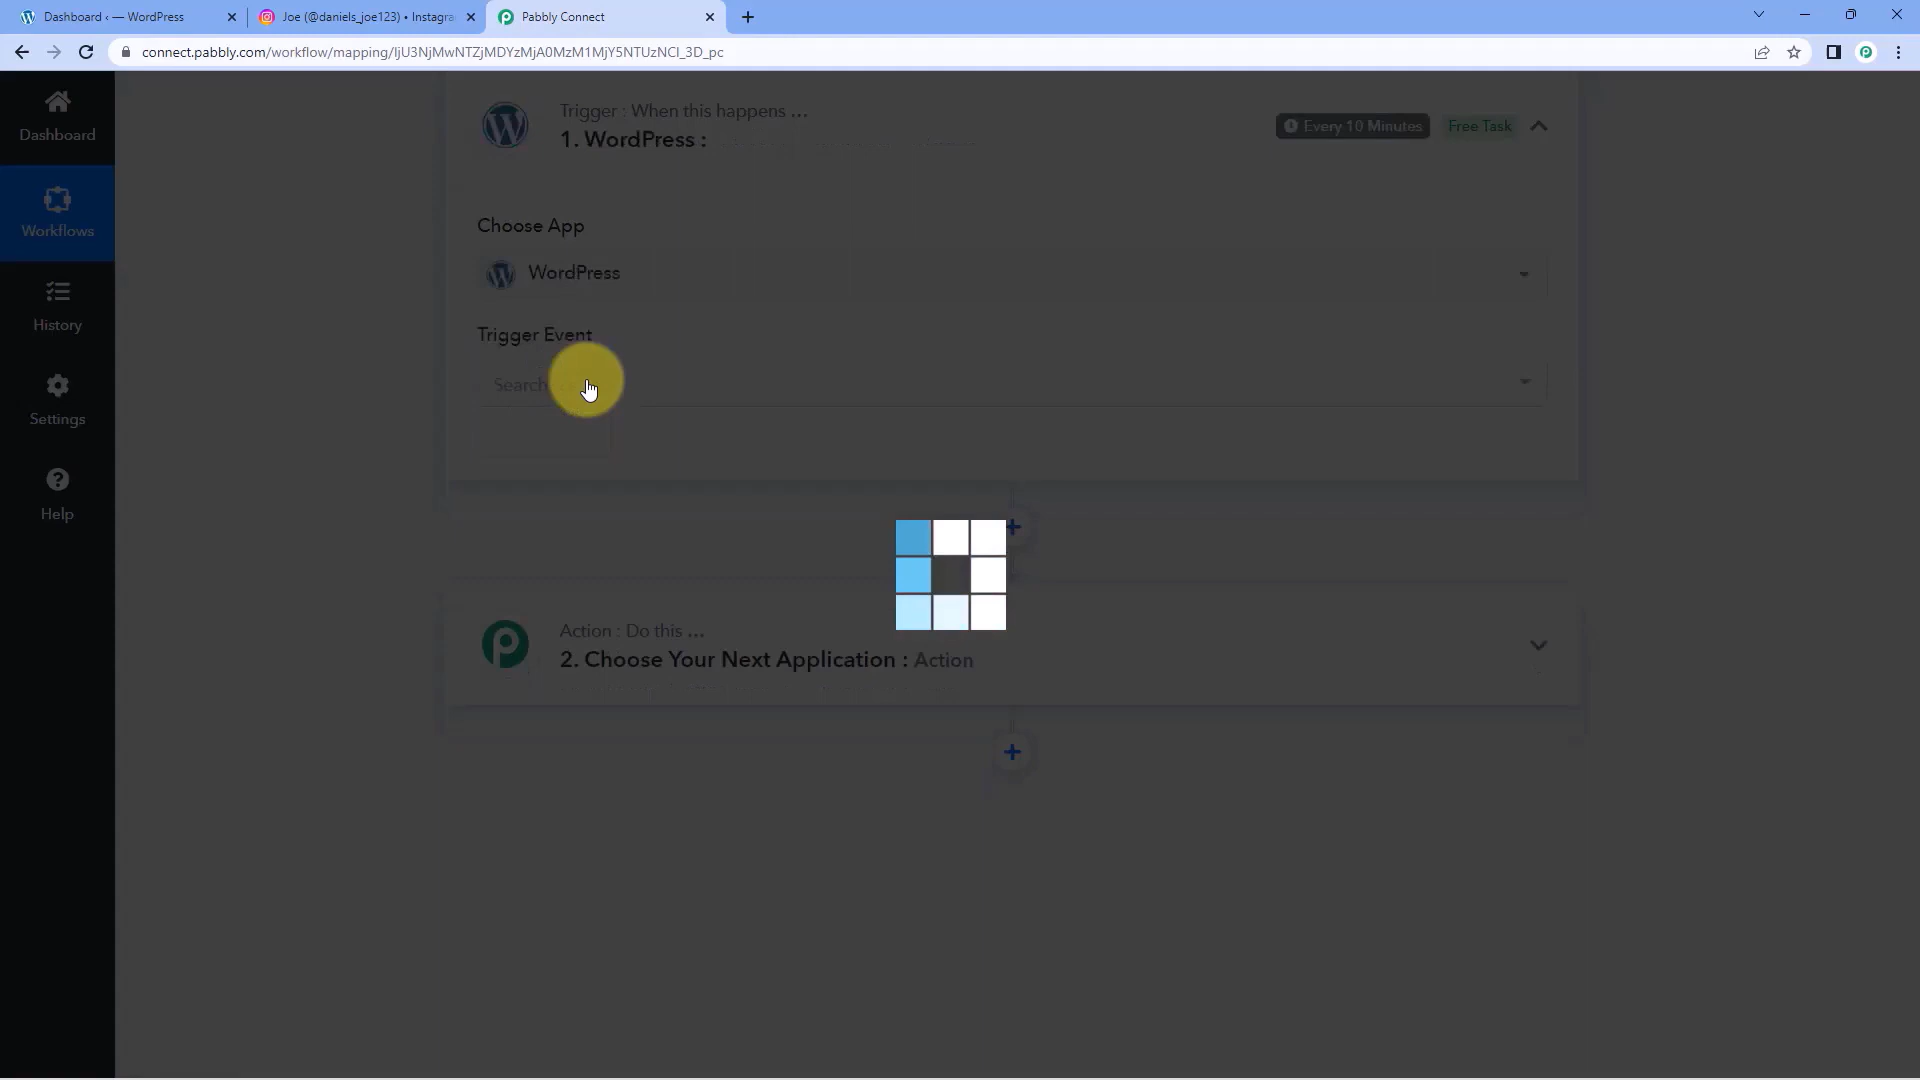 Dashboard ‹ — WordPress
Joe (@daniels_joe123) • Instagra
Pabbly Connect
connect.pabbly.com/workflow/mapping/IjU3NjMwNTZjMDYzMjA0MzM1MjY5NTUzNCI_3D_pc
Dashboard
Workflows
History
Settings
Help
Trigger : When this happens ...
1. WordPress :
Every 10 Minutes
Free Task
Choose App
WordPress
Trigger Event
Search
Action : Do this ...
2. Choose Your Next Application : Action